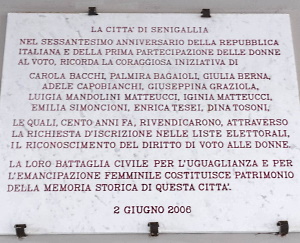 LA CITTA' DI SENIGALLIA
NEL SESSANTESIMO ANNIVERSARIO DELLA REPUBBLICA
ITALIANA E DELLA PRIMA PARTECIPAZIONE DELLE DONNE
AL VOTO, RICORDA LA CORAGGIOSA INIZIATIVA DI
CAROLA BACCHI, PALMIRA BAGAIOLI, GIULIA BERNA,
ADELE CAPOBIANCHI, GIUSEPPINA GRAZIOLA,
LUIGIA MANDOLINI MATTEUCCI, IGINIA MATTEUCCI,
EMILIA SIMONCIONI, ENRICA TESEI, DINA TOSONI,
LE QUALI, CENTO ANNI FA, RIVENDICARONO, ATTRAVERSO
LA RICHIESTA D'ISCRIZIONE NELLE LISTE ELETTORALI,
IL RICONOSCIMENTO DEL DIRITTO DI VOTO ALLE DONNE.
LA LORO BATTAGLIA CIVILE PER L'UGUAGLIANZA E PER
L'EMANCIPAZIONE FEMMINILE COSTITUISCE PATRIMONIO
DELLA MEMORIA STORICA DI QUESTA CITTA'.
2 GIUGNO 2006